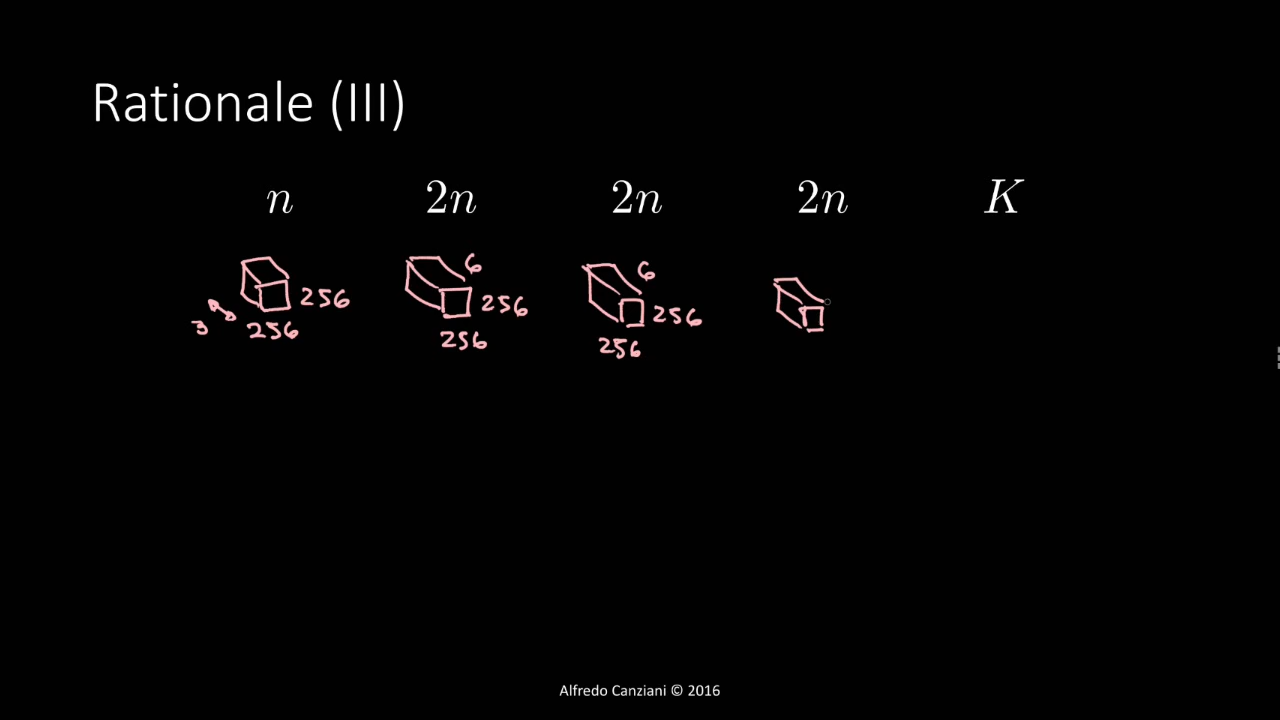 Rationale (III)
n 2n 2n 2n K
6 6
256 256 256
3 256 256 256
Alfredo Canziani © 2016